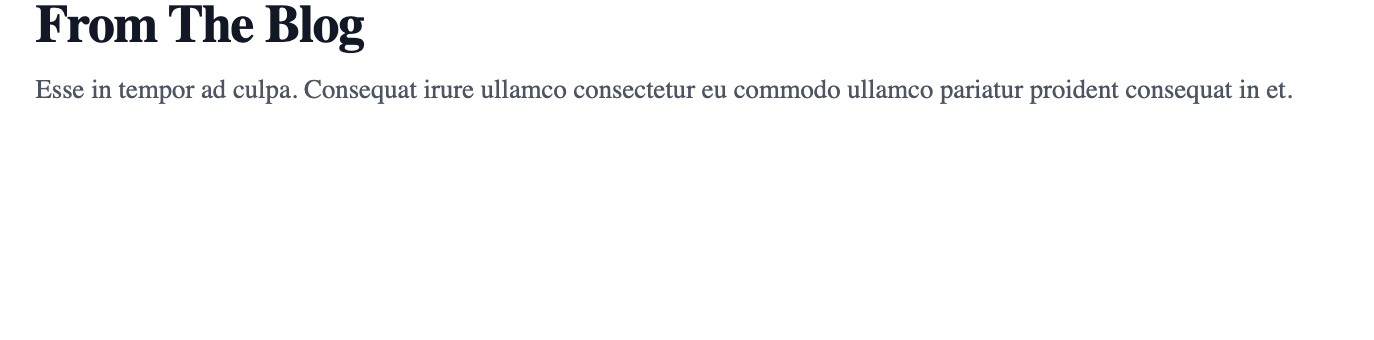 From The Blog
Esse in tempor ad culpa. Consequat irure ullamco consectetur eu commodo ullamco pariatur proident consequat in et.